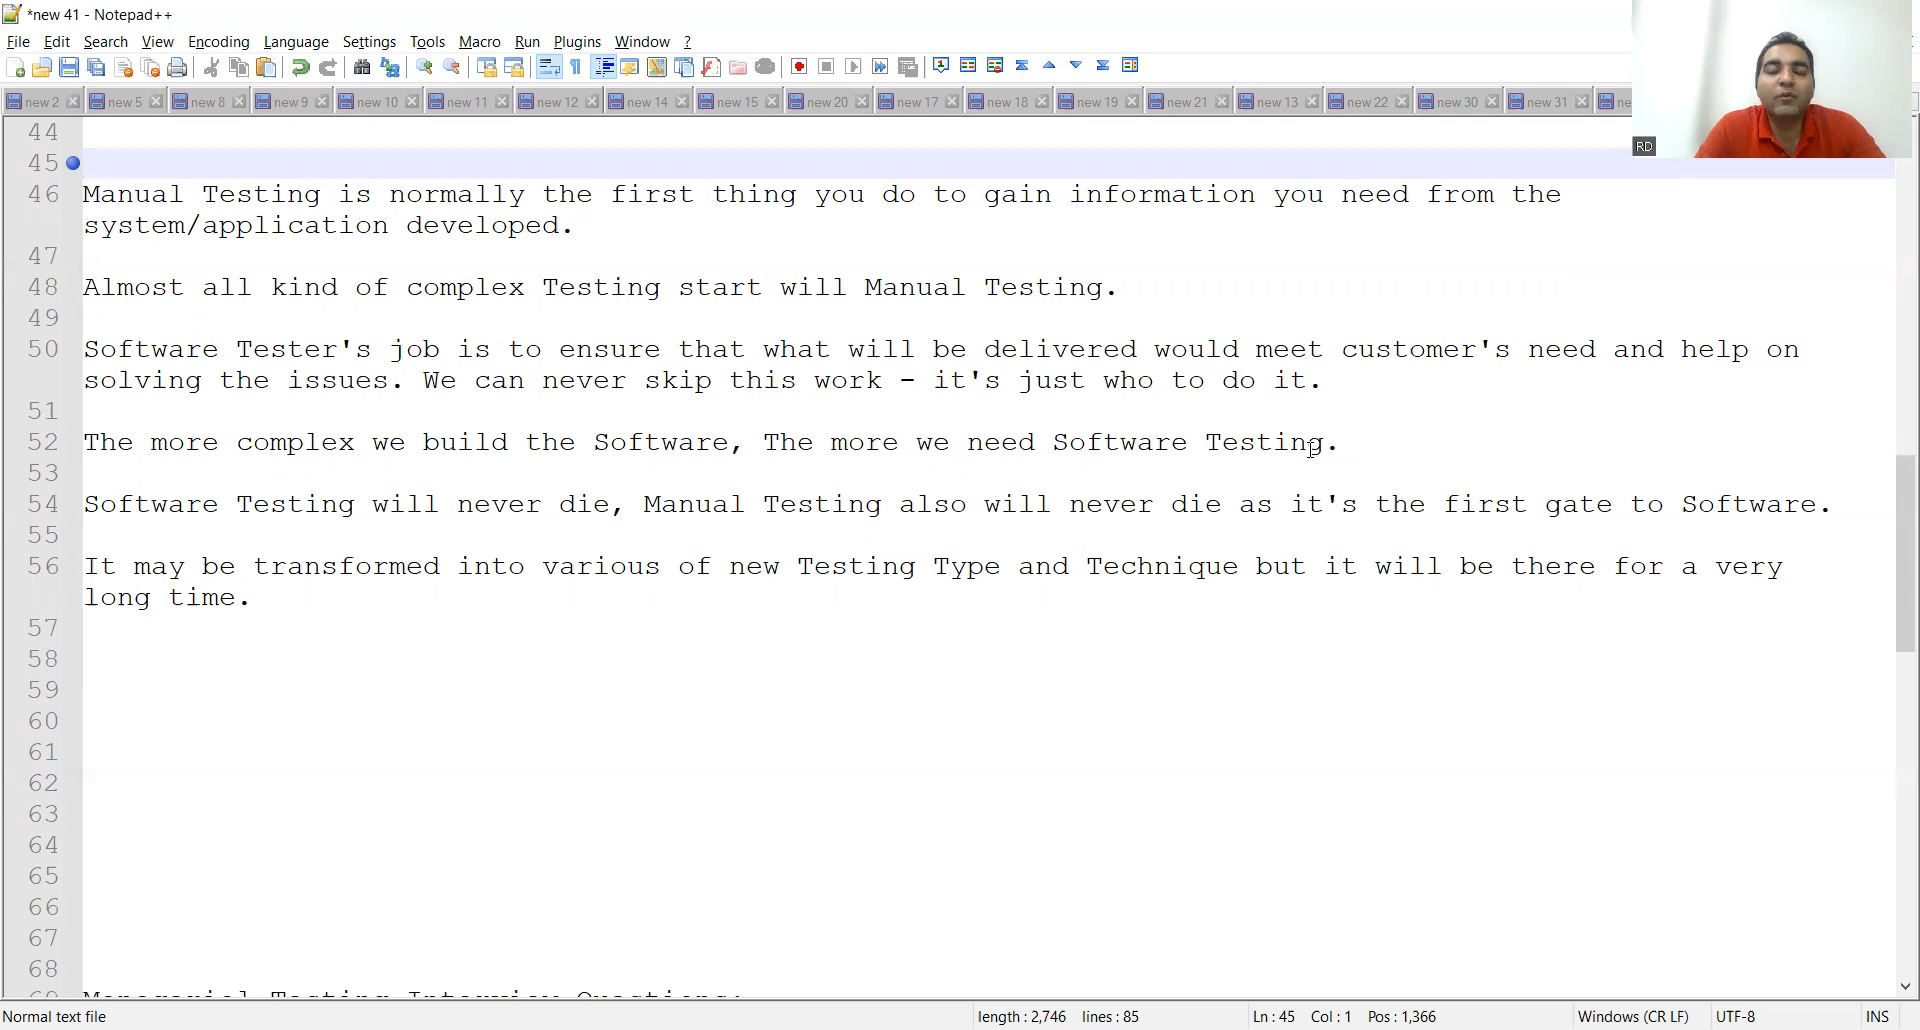 *new 41 - Notepad++
File Edit Search View Encoding Language Settings Tools Macro Run Plugins Window ?
new 2 new 5 new 8 new 9 new 10 new 11 new 12 new 14 new 15 new 20 new 17 new 18 new 19 new 21 new 13 new 22 new 30 new 31
RD
44
45
46 Manual Testing is normally the first thing you do to gain information you need from the
system/application developed.
47
48 Almost all kind of complex Testing start will Manual Testing.
49
50 Software Tester's job is to ensure that what will be delivered would meet customer's need and help on
solving the issues. We can never skip this work - it's just who to do it.
51
52 The more complex we build the Software, The more we need Software Testing.
53
54 Software Testing will never die, Manual Testing also will never die as it's the first gate to Software.
55
56 It may be transformed into various of new Testing Type and Technique but it will be there for a very
long time.
57
58
59
60
61
62
63
64
65
66
67
68
69 Managerial Testing Interview Questions:
Normal text file length : 2,746 lines : 85 Ln : 45 Col : 1 Pos : 1,366 Windows (CR LF) UTF-8 INS